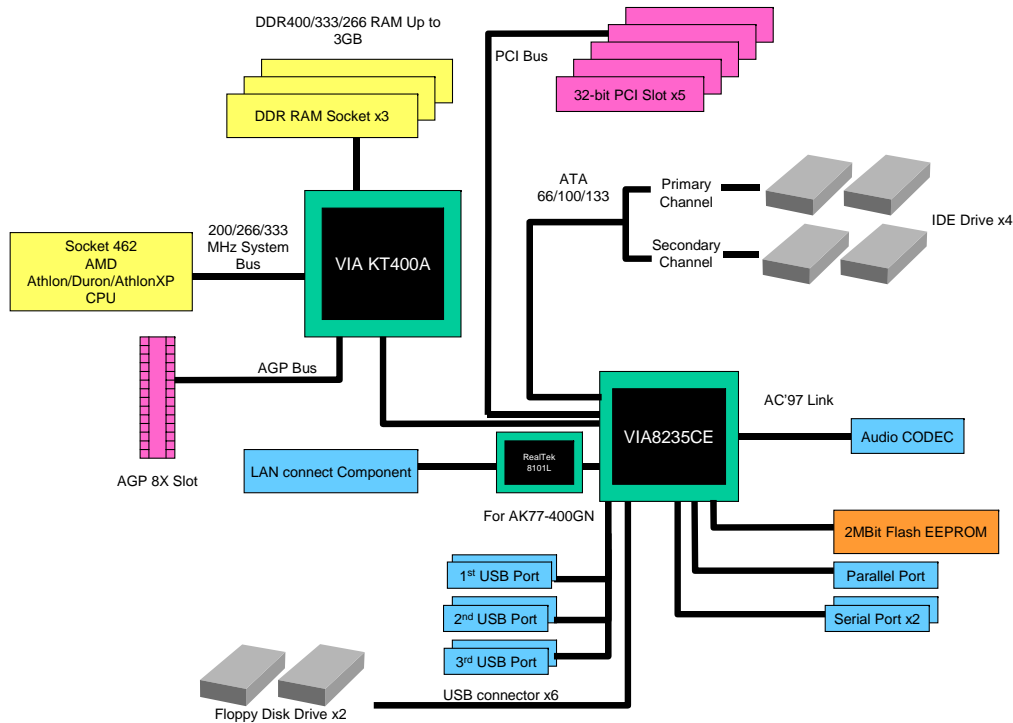 DDR400/333/266 RAM Up to
3GB
PCI Bus
32-bit PCI Slot x5
DDR RAM Socket x3
ATA
66/100/133
Primary
Channel
IDE Drive x4
Secondary
Channel
200/266/333
MHz System
Bus
VIA KT400A
Socket 462
AMD
Athlon/Duron/AthlonXP
CPU
AGP Bus
AGP 8X Slot
AC'97 Link
VIA8235CE
Audio CODEC
RealTek
8101L
LAN connect Component
For AK77-400GN
2MBit Flash EEPROM
1st USB Port
Parallel Port
2nd USB Port
Serial Port x2
3rd USB Port
USB connector x6
Floppy Disk Drive x2